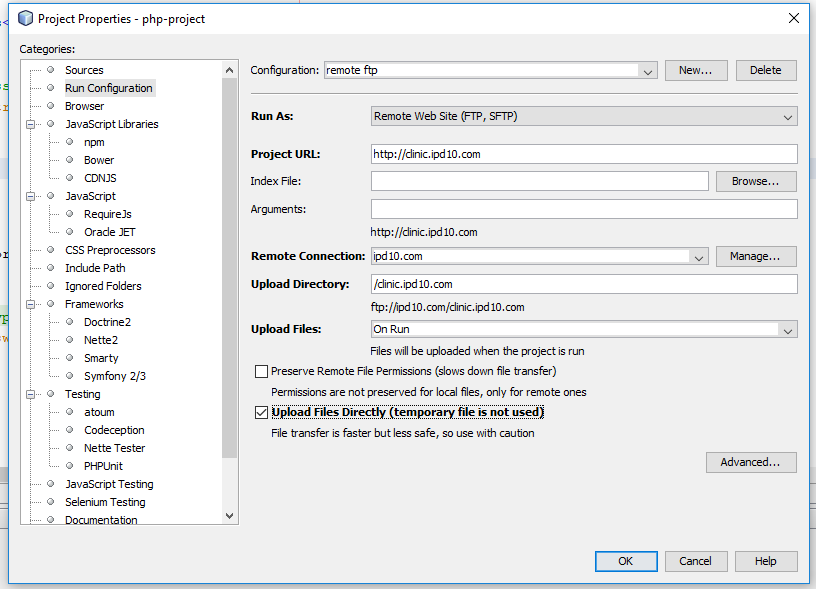 Project Properties - php-project
Categories:
Sources
Run Configuration
Browser
JavaScript Libraries
npm
Bower
CDNJS
JavaScript
RequireJs
Oracle JET
CSS Preprocessors
Include Path
Ignored Folders
Frameworks
Doctrine2
Nette2
Smarty
Symfony 2/3
Testing
atoum
Codeception
Nette Tester
PHPUnit
JavaScript Testing
Selenium Testing
Documentation
Configuration: remote ftp New... Delete
Run As: Remote Web Site (FTP, SFTP)
Project URL: http://clinic.ipd10.com
Index File: Browse...
Arguments:
http://clinic.ipd10.com
Remote Connection: ipd10.com Manage...
Upload Directory: /clinic.ipd10.com
ftp://ipd10.com/clinic.ipd10.com
Upload Files: On Run
Files will be uploaded when the project is run
Preserve Remote File Permissions (slows down file transfer)
Permissions are not preserved for local files, only for remote ones
Upload Files Directly (temporary file is not used)
File transfer is faster but less safe, so use with caution
Advanced...
OK Cancel Help